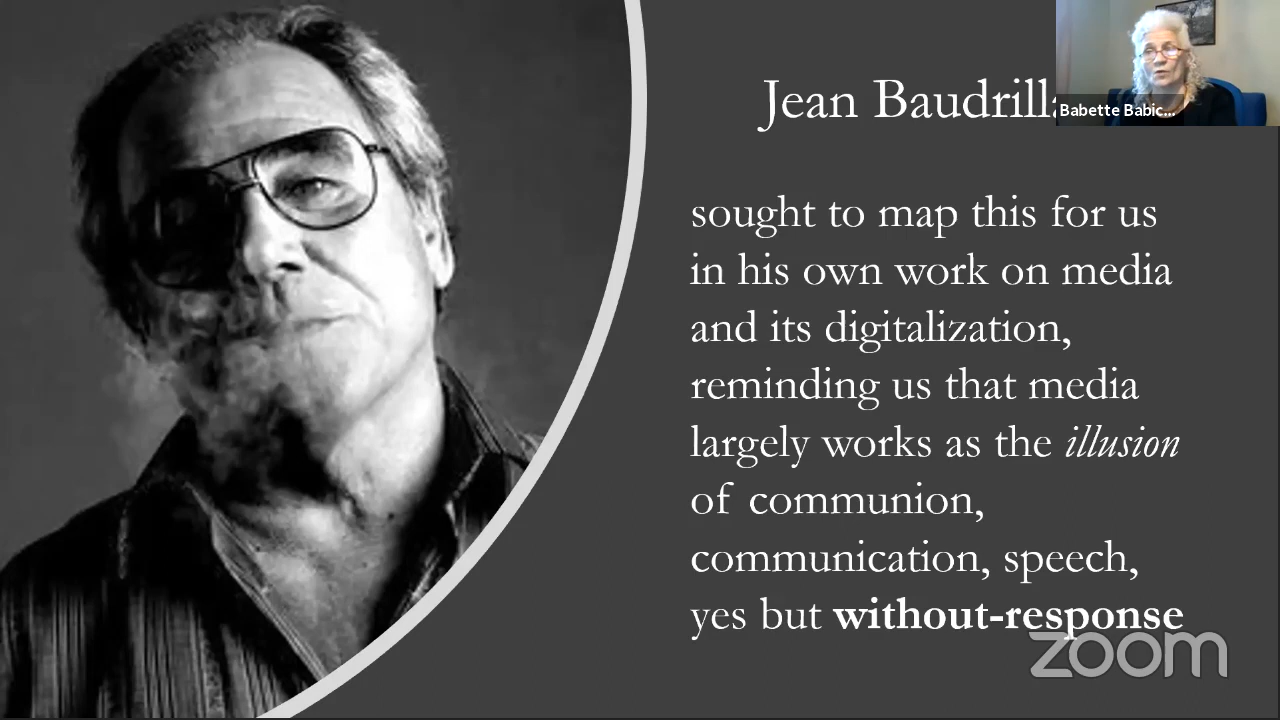 Jean Baudrilla
Babette Babic...
sought to map this for us
in his own work on media
and its digitalization,
reminding us that media
largely works as the illusion
of communion,
communication, speech,
yes but without-response
zoom